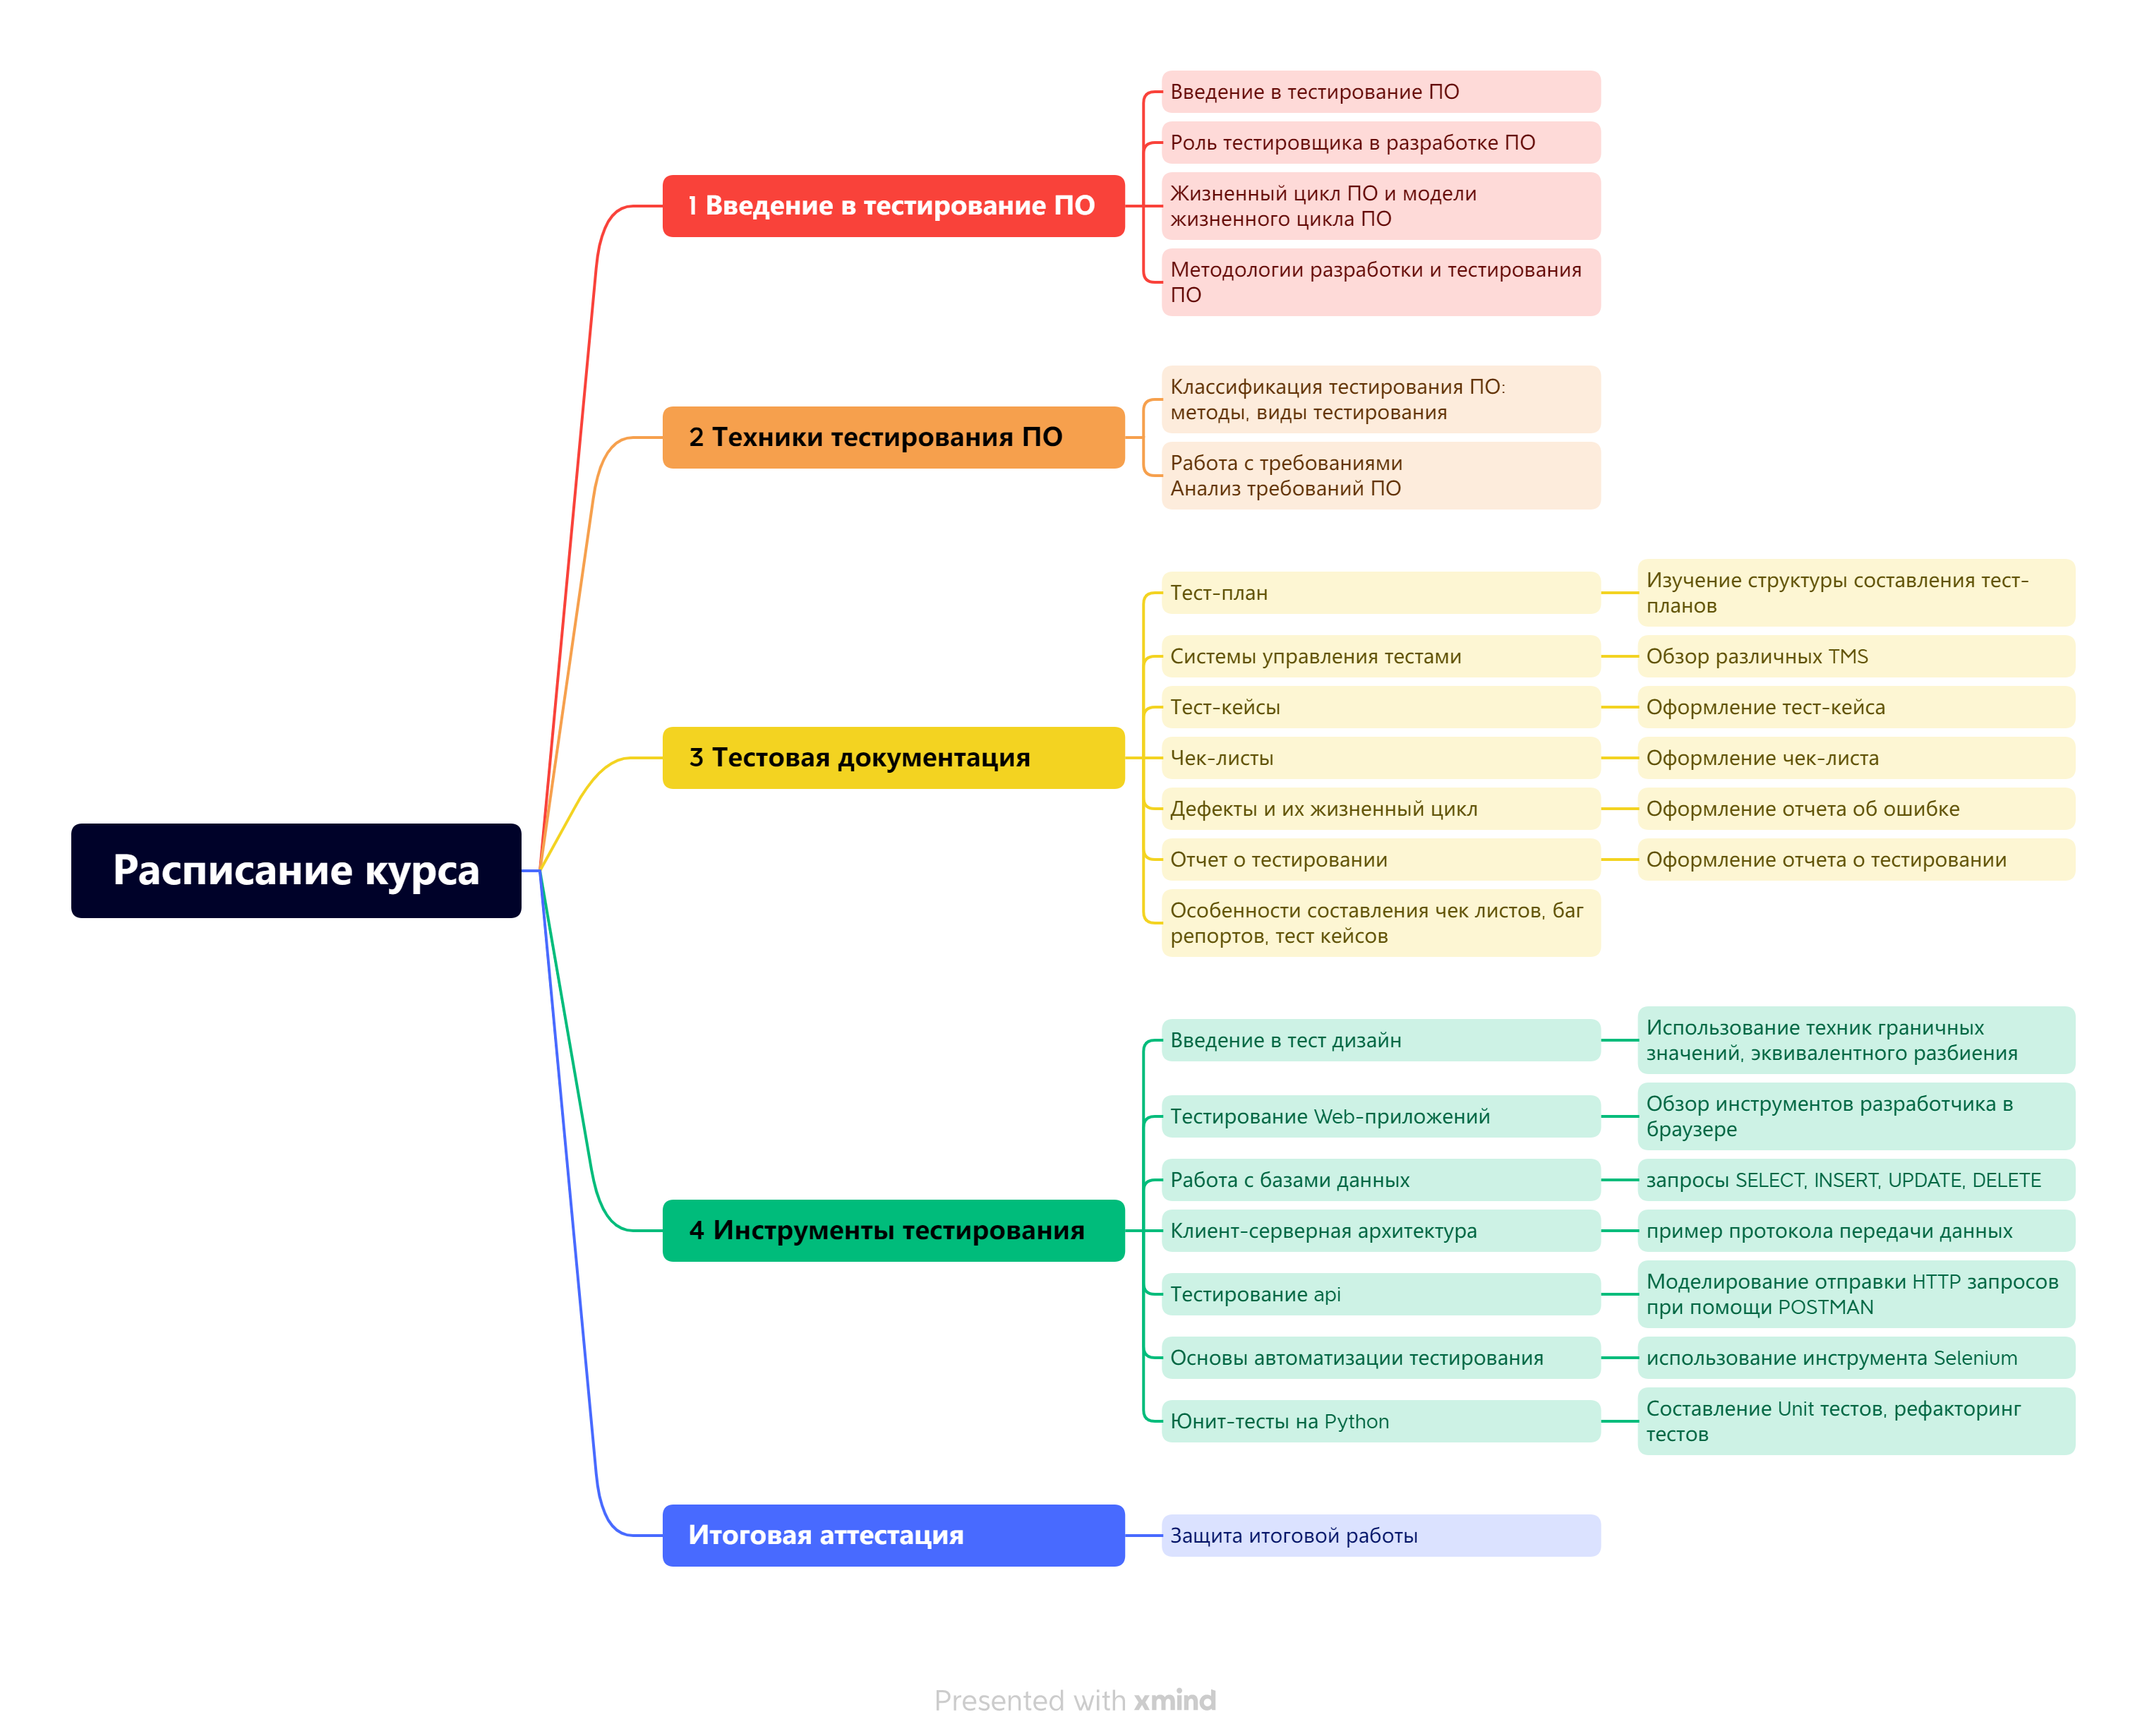 Расписание курса
1 Введение в тестирование ПО
Введение в тестирование ПО
Роль тестировщика в разработке ПО
Жизненный цикл ПО и модели
жизненного цикла ПО
Методологии разработки и тестирования
ПО
2 Техники тестирования ПО
Классификация тестирования ПО:
методы, виды тестирования
Работа с требованиями
Анализ требований ПО
3 Тестовая документация
Тест-план
Изучение структуры составления тест-
планов
Системы управления тестами
Обзор различных TMS
Тест-кейсы
Оформление тест-кейса
Чек-листы
Оформление чек-листа
Дефекты и их жизненный цикл
Оформление отчета об ошибке
Отчет о тестировании
Оформление отчета о тестировании
Особенности составления чек листов, баг
репортов, тест кейсов
4 Инструменты тестирования
Введение в тест дизайн
Использование техник граничных
значений, эквивалентного разбиения
Тестирование Web-приложений
Обзор инструментов разработчика в
браузере
Работа с базами данных
запросы SELECT, INSERT, UPDATE, DELETE
Клиент-серверная архитектура
пример протокола передачи данных
Тестирование api
Моделирование отправки HTTP запросов
при помощи POSTMAN
Основы автоматизации тестирования
использование инструмента Selenium
Юнит-тесты на Python
Составление Unit тестов, рефакторинг
тестов
Итоговая аттестация
Защита итоговой работы
Presented with xmind